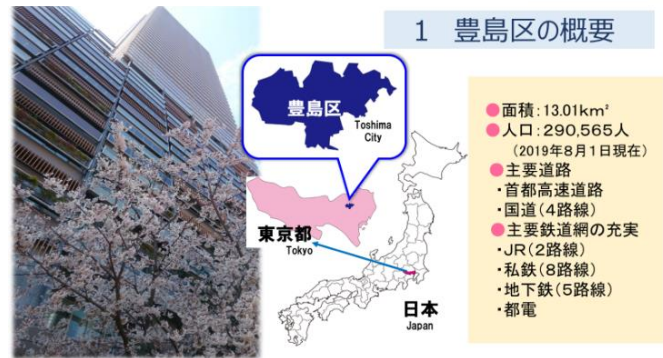 1 豊島区の概要
豊島区
Toshima
City
東京都
Tokyo
日本
Japan
●面積:13.01km²
●人口:290,565人
(2019年8月1日現在)
●主要道路
・首都高速道路
・国道(4路線)
●主要鉄道網の充実
・JR(2路線)
・私鉄(8路線)
・地下鉄(5路線)
・都電